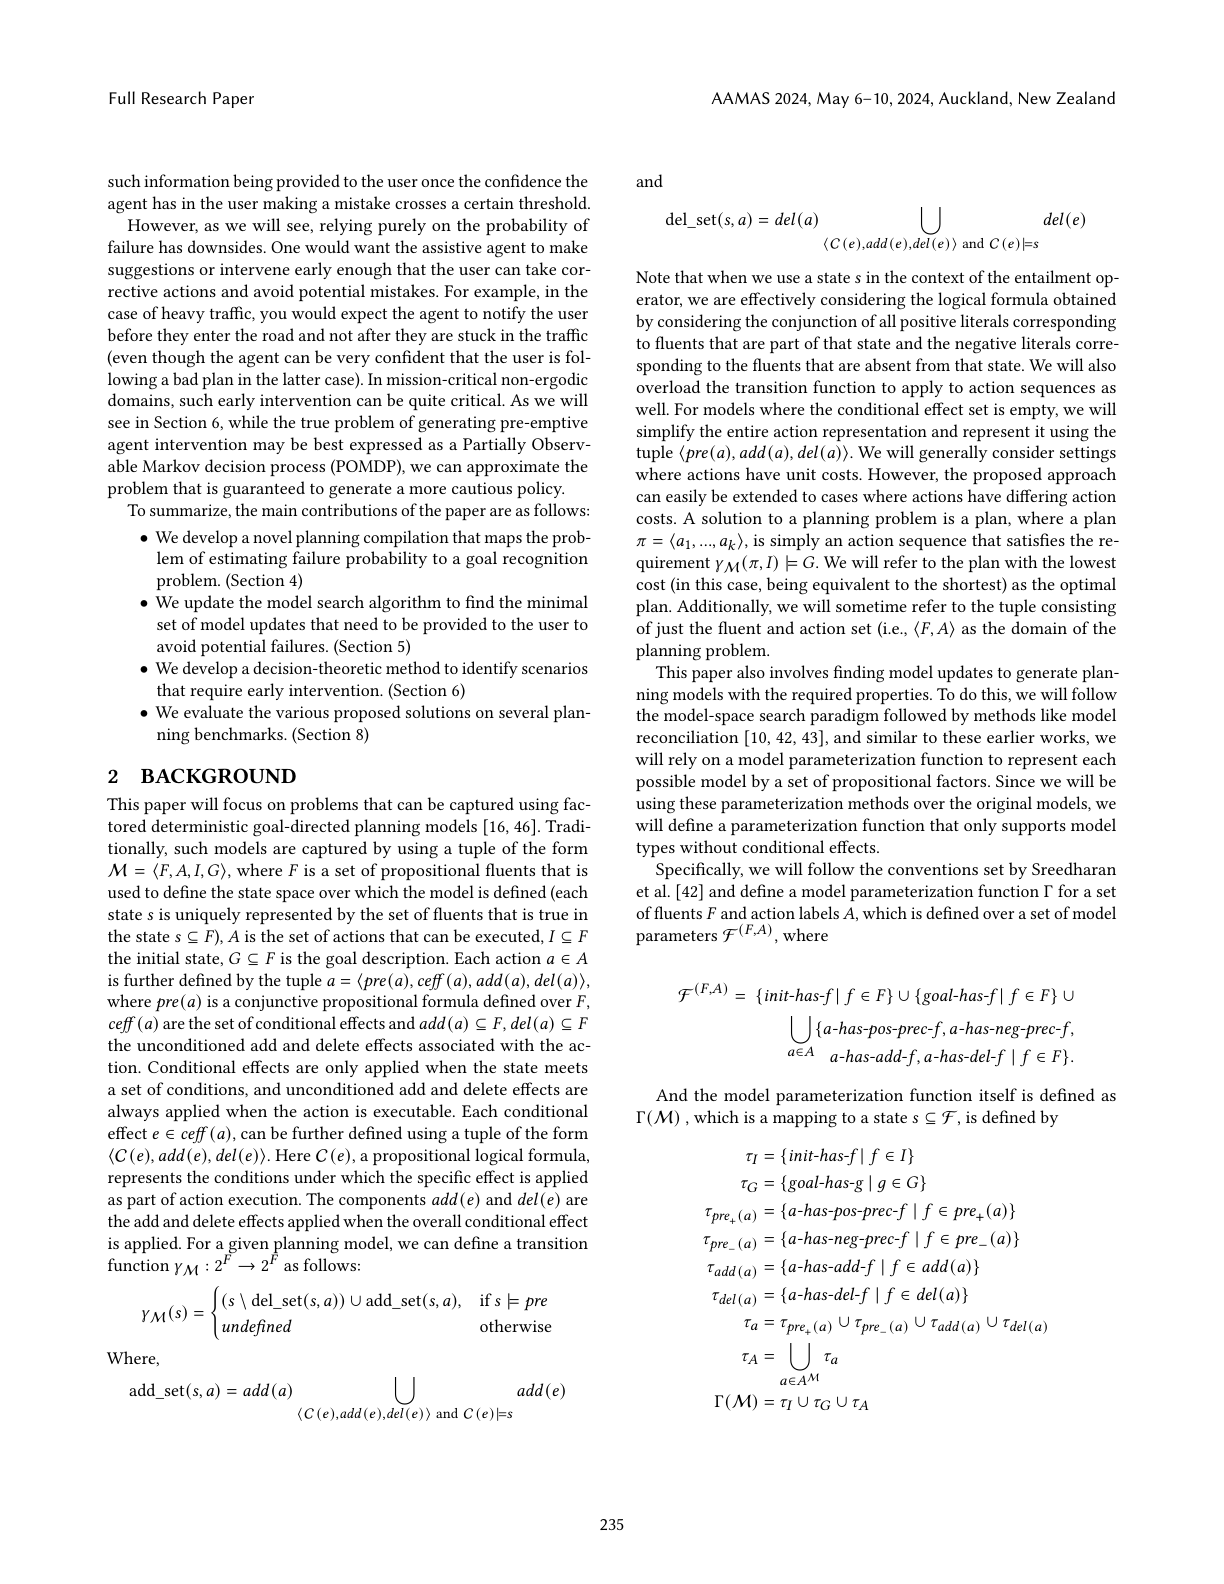 Full Research Paper
AAMAS 2024, May 6–10, 2024, Auckland, New Zealand
such information being provided to the user once the confidence the
agent has in the user making a mistake crosses a certain threshold.
However, as we will see, relying purely on the probability of
failure has downsides. One would want the assistive agent to make
suggestions or intervene early enough that the user can take cor-
rective actions and avoid potential mistakes. For example, in the
case of heavy traffic, you would expect the agent to notify the user
before they enter the road and not after they are stuck in the traffic
(even though the agent can be very confident that the user is fol-
lowing a bad plan in the latter case). In mission-critical non-ergodic
domains, such early intervention can be quite critical. As we will
see in Section 6, while the true problem of generating pre-emptive
agent intervention may be best expressed as a Partially Observ-
able Markov decision process (POMDP), we can approximate the
problem that is guaranteed to generate a more cautious policy.
To summarize, the main contributions of the paper are as follows:
• We develop a novel planning compilation that maps the prob-
lem of estimating failure probability to a goal recognition
problem. (Section 4)
• We update the model search algorithm to find the minimal
set of model updates that need to be provided to the user to
avoid potential failures. (Section 5)
• We develop a decision-theoretic method to identify scenarios
that require early intervention. (Section 6)
• We evaluate the various proposed solutions on several plan-
ning benchmarks. (Section 8)
2 BACKGROUND
This paper will focus on problems that can be captured using fac-
tored deterministic goal-directed planning models [16, 46]. Tradi-
tionally, such models are captured by using a tuple of the form
ℳ = ⟨F, A, I, G⟩, where F is a set of propositional fluents that is
used to define the state space over which the model is defined (each
state s is uniquely represented by the set of fluents that is true in
the state s ⊆ F), A is the set of actions that can be executed, I ⊆ F
the initial state, G ⊆ F is the goal description. Each action a ∈ A
is further defined by the tuple a = ⟨pre(a), ceff(a), add(a), del(a)⟩,
where pre(a) is a conjunctive propositional formula defined over F,
ceff(a) are the set of conditional effects and add(a) ⊆ F, del(a) ⊆ F
the unconditioned add and delete effects associated with the ac-
tion. Conditional effects are only applied when the state meets
a set of conditions, and unconditioned add and delete effects are
always applied when the action is executable. Each conditional
effect e ∈ ceff(a), can be further defined using a tuple of the form
⟨C(e), add(e), del(e)⟩. Here C(e), a propositional logical formula,
represents the conditions under which the specific effect is applied
as part of action execution. The components add(e) and del(e) are
the add and delete effects applied when the overall conditional effect
is applied. For a given planning model, we can define a transition
function γ_ℳ : 2^F → 2^F as follows:
γ_ℳ(s) = { (s \ del_set(s, a)) ∪ add_set(s, a), if s ⊨ pre
undefined otherwise
Where,
add_set(s, a) = add(a) ⋃ add(e)
⟨C(e),add(e),del(e)⟩ and C(e)⊨s
and
del_set(s, a) = del(a) ⋃ del(e)
⟨C(e),add(e),del(e)⟩ and C(e)⊨s
Note that when we use a state s in the context of the entailment op-
erator, we are effectively considering the logical formula obtained
by considering the conjunction of all positive literals corresponding
to fluents that are part of that state and the negative literals corre-
sponding to the fluents that are absent from that state. We will also
overload the transition function to apply to action sequences as
well. For models where the conditional effect set is empty, we will
simplify the entire action representation and represent it using the
tuple ⟨pre(a), add(a), del(a)⟩. We will generally consider settings
where actions have unit costs. However, the proposed approach
can easily be extended to cases where actions have differing action
costs. A solution to a planning problem is a plan, where a plan
π = ⟨a₁, ..., aₖ⟩, is simply an action sequence that satisfies the re-
quirement γ_ℳ(π, I) ⊨ G. We will refer to the plan with the lowest
cost (in this case, being equivalent to the shortest) as the optimal
plan. Additionally, we will sometime refer to the tuple consisting
of just the fluent and action set (i.e., ⟨F, A⟩ as the domain of the
planning problem.
This paper also involves finding model updates to generate plan-
ning models with the required properties. To do this, we will follow
the model-space search paradigm followed by methods like model
reconciliation [10, 42, 43], and similar to these earlier works, we
will rely on a model parameterization function to represent each
possible model by a set of propositional factors. Since we will be
using these parameterization methods over the original models, we
will define a parameterization function that only supports model
types without conditional effects.
Specifically, we will follow the conventions set by Sreedharan
et al. [42] and define a model parameterization function Γ for a set
of fluents F and action labels A, which is defined over a set of model
parameters ℱ^(F,A), where
ℱ^(F,A) = {init-has-f | f ∈ F} ∪ {goal-has-f | f ∈ F} ∪
⋃_{a∈A} {a-has-pos-prec-f, a-has-neg-prec-f,
a-has-add-f, a-has-del-f | f ∈ F}.
And the model parameterization function itself is defined as
Γ(ℳ) , which is a mapping to a state s ⊆ ℱ, is defined by
τ_I = {init-has-f | f ∈ I}
τ_G = {goal-has-g | g ∈ G}
τ_pre₊(a) = {a-has-pos-prec-f | f ∈ pre₊(a)}
τ_pre₋(a) = {a-has-neg-prec-f | f ∈ pre₋(a)}
τ_add(a) = {a-has-add-f | f ∈ add(a)}
τ_del(a) = {a-has-del-f | f ∈ del(a)}
τ_a = τ_pre₊(a) ∪ τ_pre₋(a) ∪ τ_add(a) ∪ τ_del(a)
τ_A = ⋃_{a∈A^ℳ} τ_a
Γ(ℳ) = τ_I ∪ τ_G ∪ τ_A
235